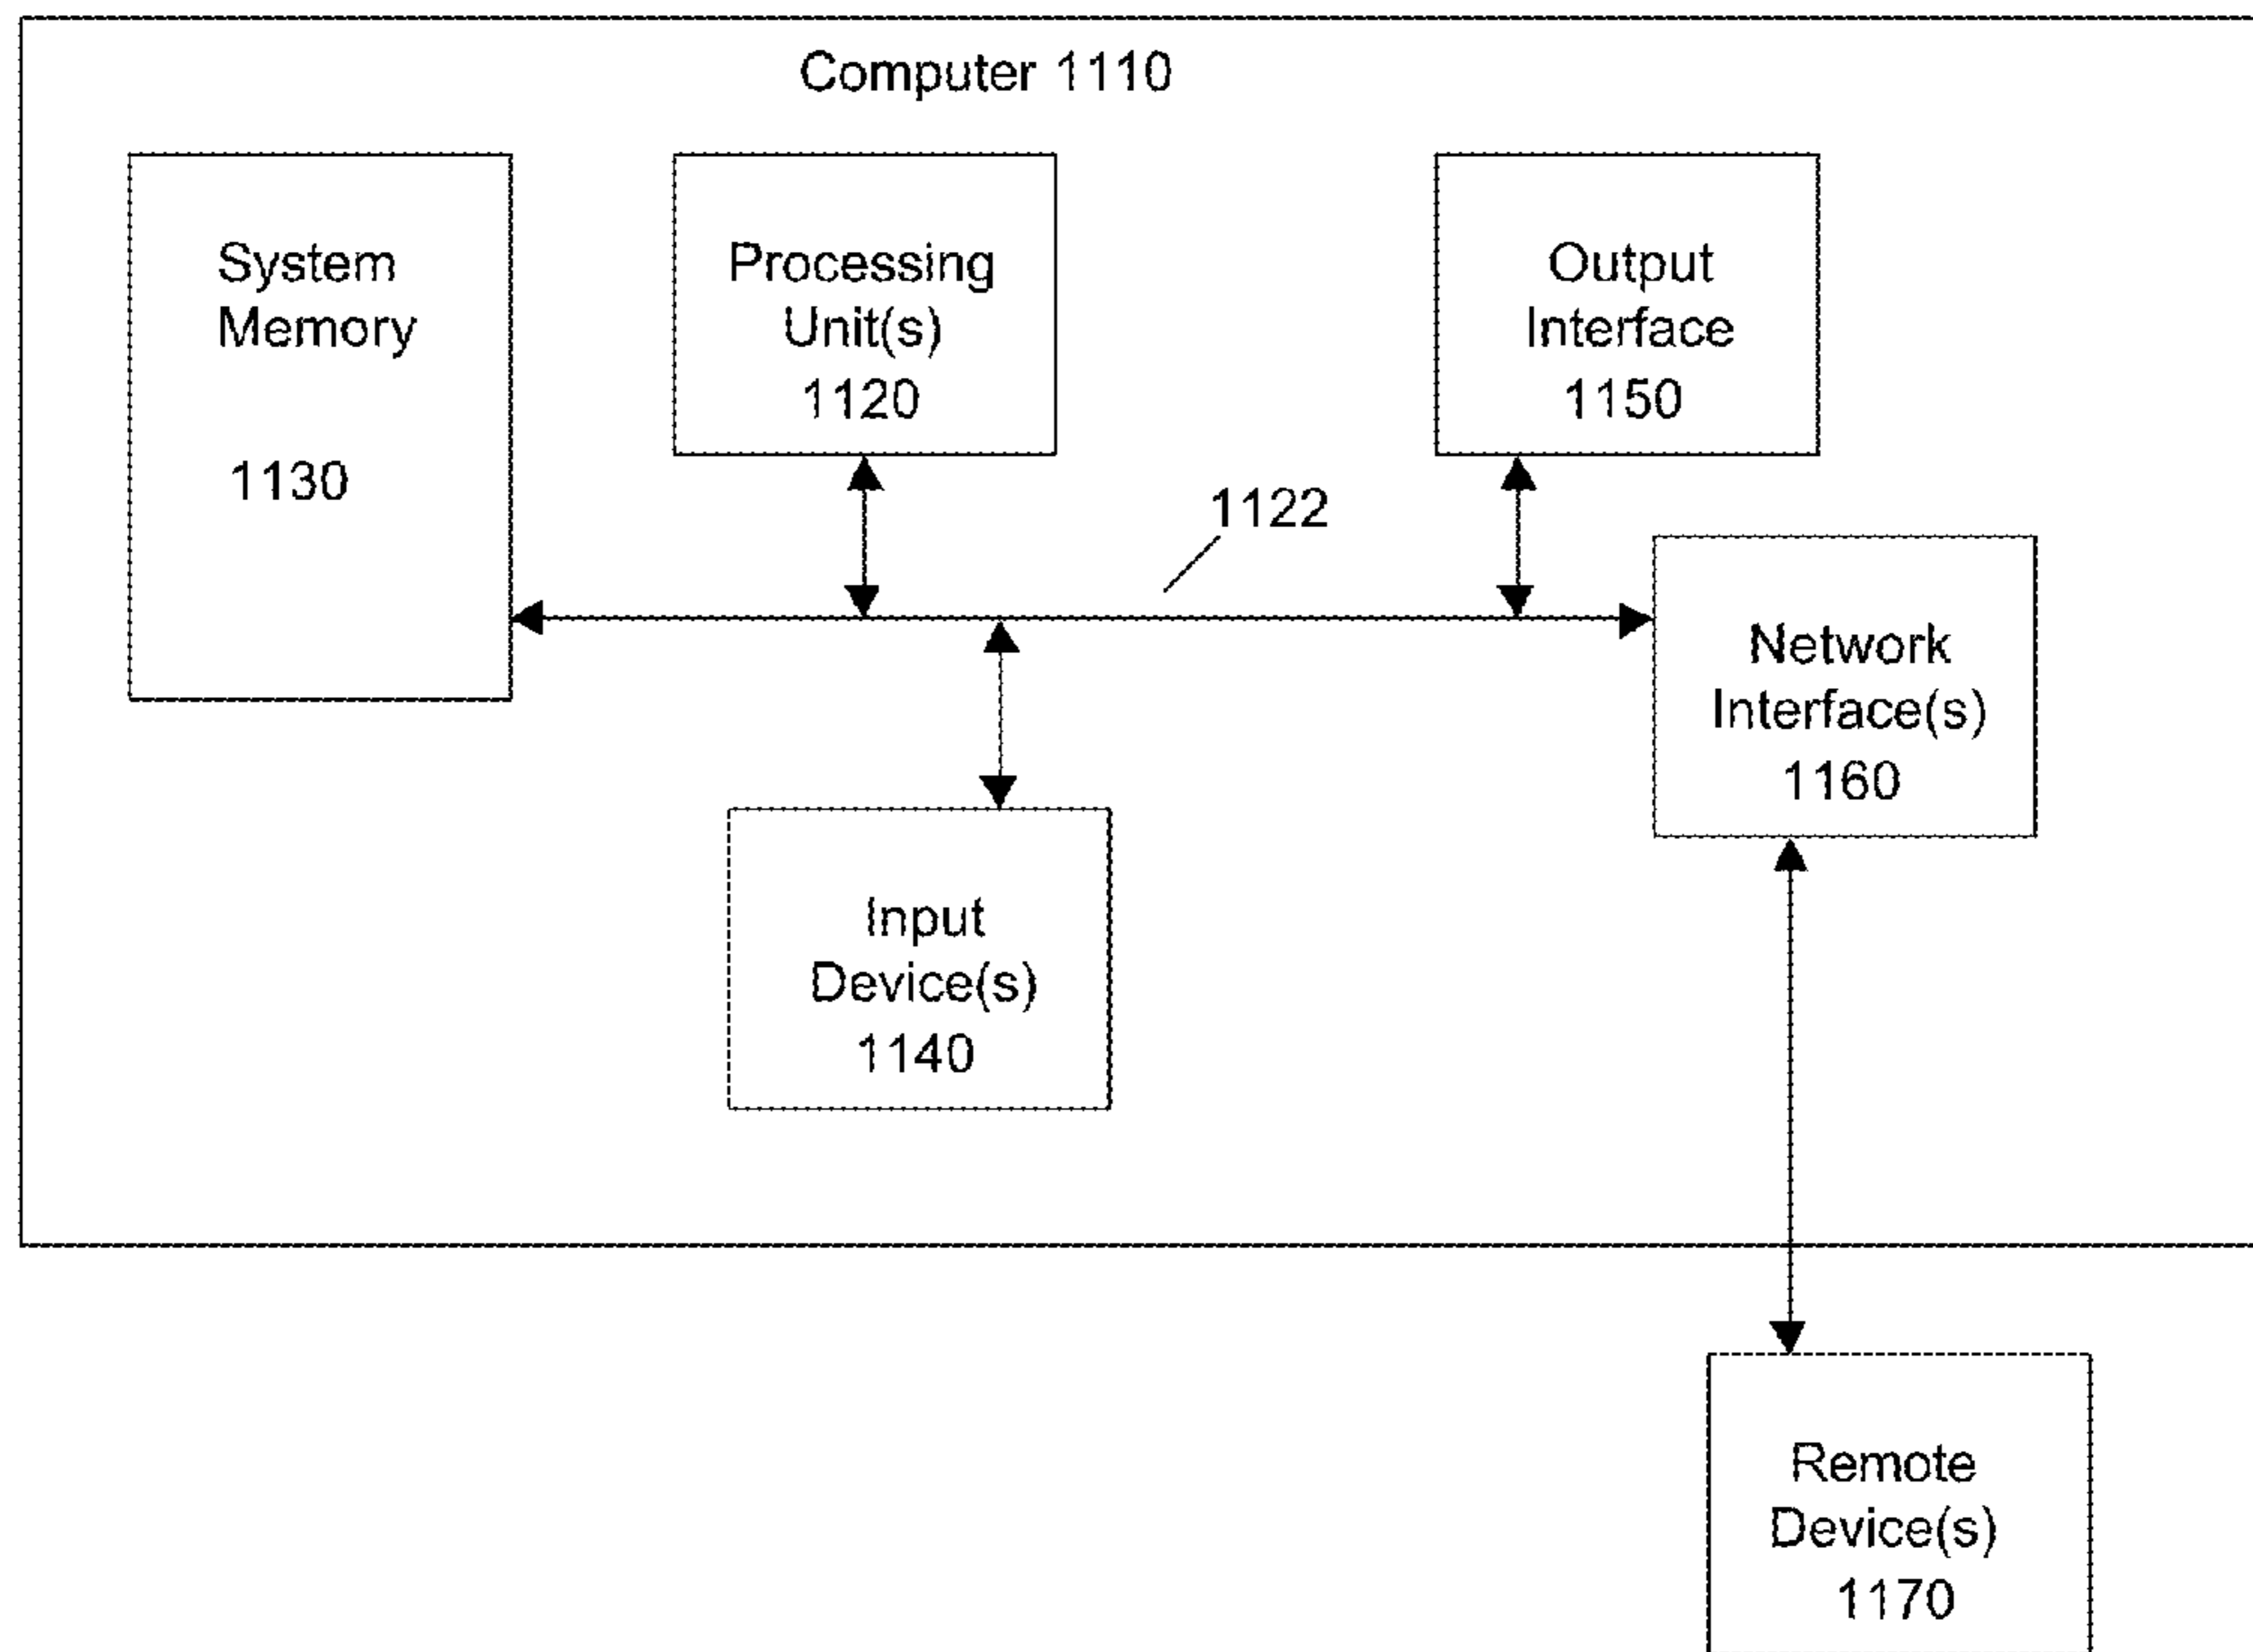 Computer 1110
System
Memory
1130
Processing
Unit(s)
1120
Output
Interface
1150
1122
Network
Interface(s)
1160
Input
Device(s)
1140
Remote
Device(s)
1170